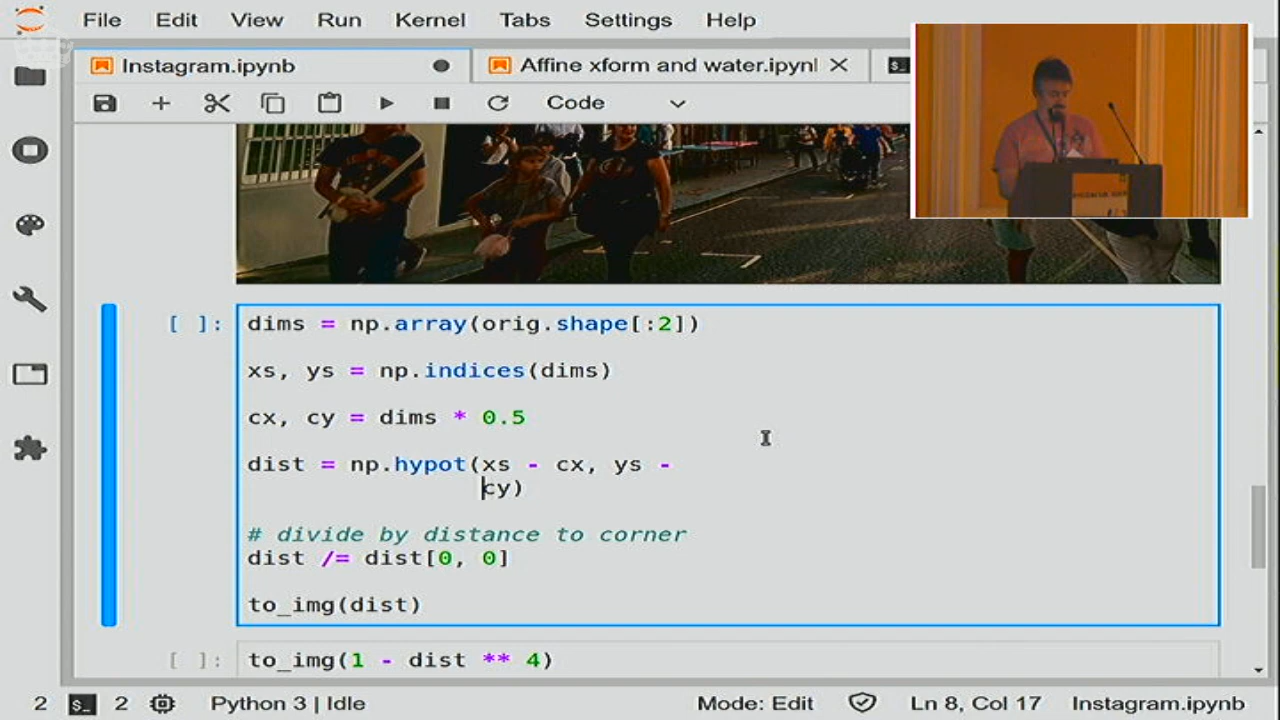 File Edit View Run Kernel Tabs Settings Help
Instagram.ipynb
Affine xform and water.ipynl
Code
[ ]: dims = np.array(orig.shape[:2])
xs, ys = np.indices(dims)
cx, cy = dims * 0.5
dist = np.hypot(xs - cx, ys -
cy)
# divide by distance to corner
dist /= dist[0, 0]
to_img(dist)
[ ]: to_img(1 - dist ** 4)
2 $_ 2 Python 3 | Idle Mode: Edit Ln 8, Col 17 Instagram.ipynb